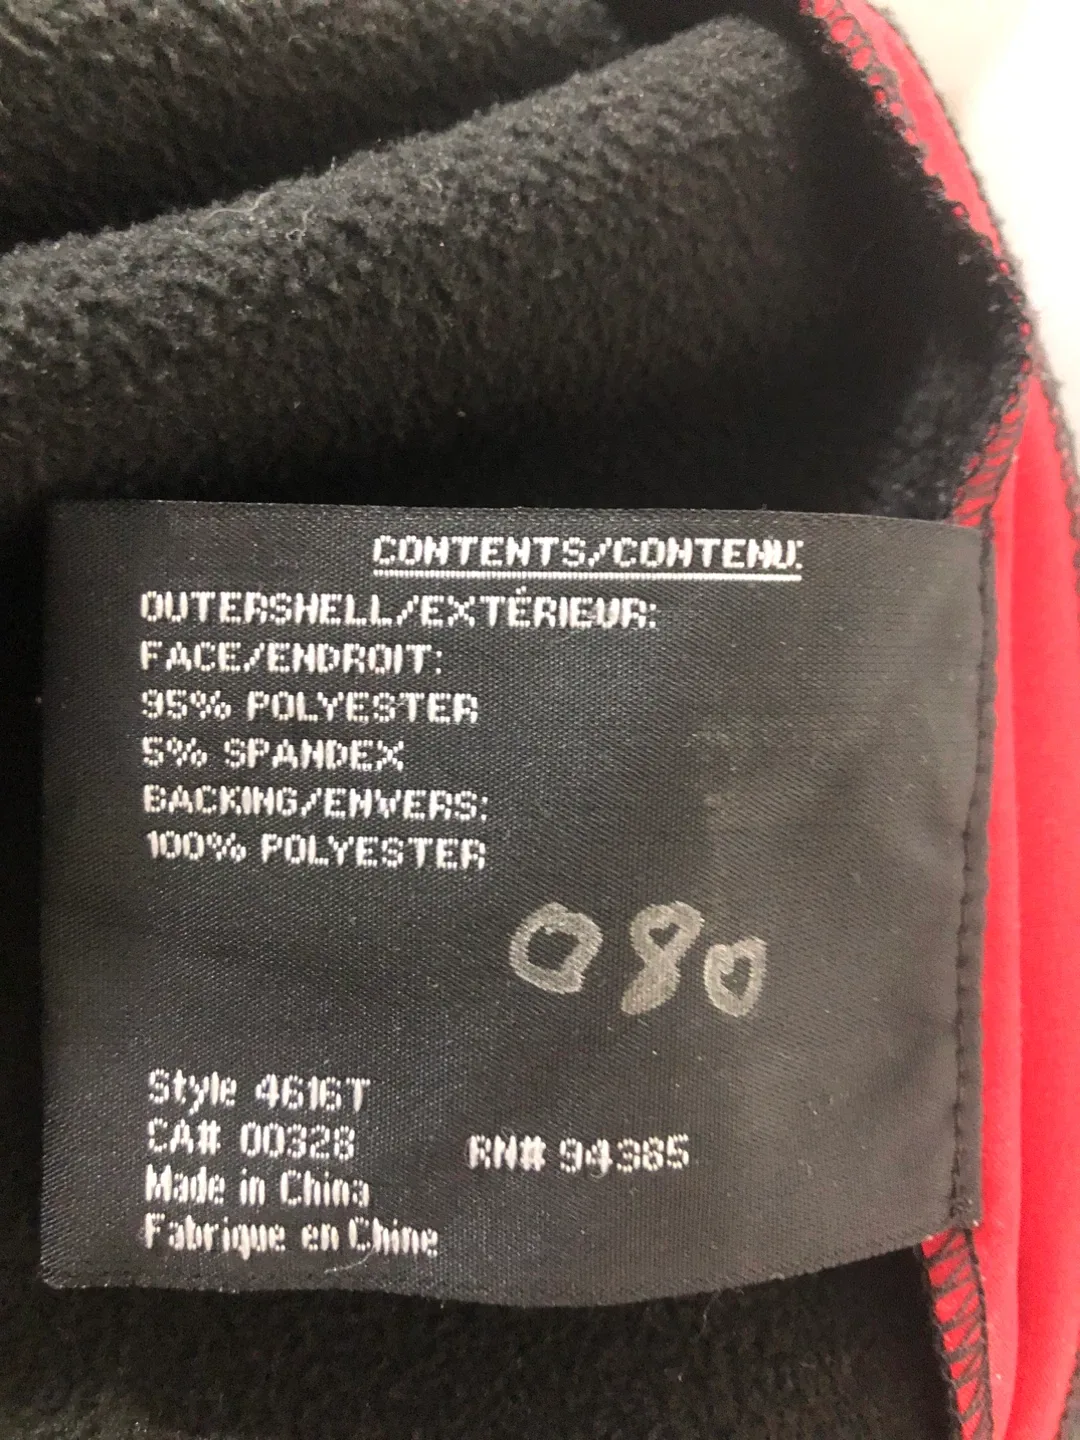 CONTENTS/CONTENU:
OUTERSHELL/EXTÉRIEUR:
FACE/ENDROIT:
95% POLYESTER
5% SPANDEX
BACKING/ENVERS:
100% POLYESTER
080
Style 4616T
CA# 00328
RN# 94385
Made in China
Fabrique en Chine